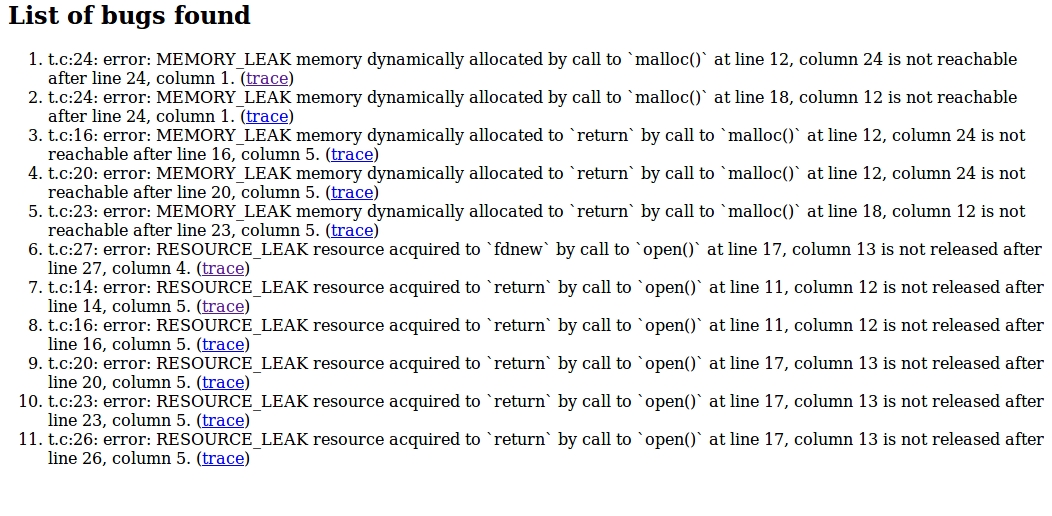 List of bugs found
1. t.c:24: error: MEMORY_LEAK memory dynamically allocated by call to `malloc()` at line 12, column 24 is not reachable
after line 24, column 1. (trace)
2. t.c:24: error: MEMORY_LEAK memory dynamically allocated by call to `malloc()` at line 18, column 12 is not reachable
after line 24, column 1. (trace)
3. t.c:16: error: MEMORY_LEAK memory dynamically allocated to `return` by call to `malloc()` at line 12, column 24 is not
reachable after line 16, column 5. (trace)
4. t.c:20: error: MEMORY_LEAK memory dynamically allocated to `return` by call to `malloc()` at line 12, column 24 is not
reachable after line 20, column 5. (trace)
5. t.c:23: error: MEMORY_LEAK memory dynamically allocated to `return` by call to `malloc()` at line 18, column 12 is not
reachable after line 23, column 5. (trace)
6. t.c:27: error: RESOURCE_LEAK resource acquired to `fdnew` by call to `open()` at line 17, column 13 is not released after
line 27, column 4. (trace)
7. t.c:14: error: RESOURCE_LEAK resource acquired to `return` by call to `open()` at line 11, column 12 is not released after
line 14, column 5. (trace)
8. t.c:16: error: RESOURCE_LEAK resource acquired to `return` by call to `open()` at line 11, column 12 is not released after
line 16, column 5. (trace)
9. t.c:20: error: RESOURCE_LEAK resource acquired to `return` by call to `open()` at line 17, column 13 is not released after
line 20, column 5. (trace)
10. t.c:23: error: RESOURCE_LEAK resource acquired to `return` by call to `open()` at line 17, column 13 is not released after
line 23, column 5. (trace)
11. t.c:26: error: RESOURCE_LEAK resource acquired to `return` by call to `open()` at line 17, column 13 is not released after
line 26, column 5. (trace)